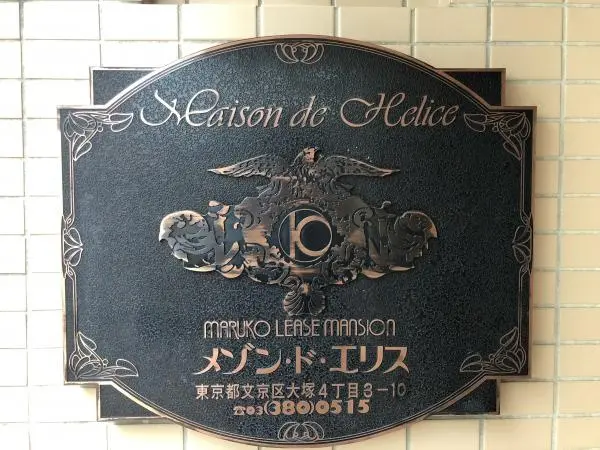 Maison de Helice
MARUKO LEASE MANSION
メゾン・ド・エリス
東京都文京区大塚4丁目3-10
☎03(380)0515